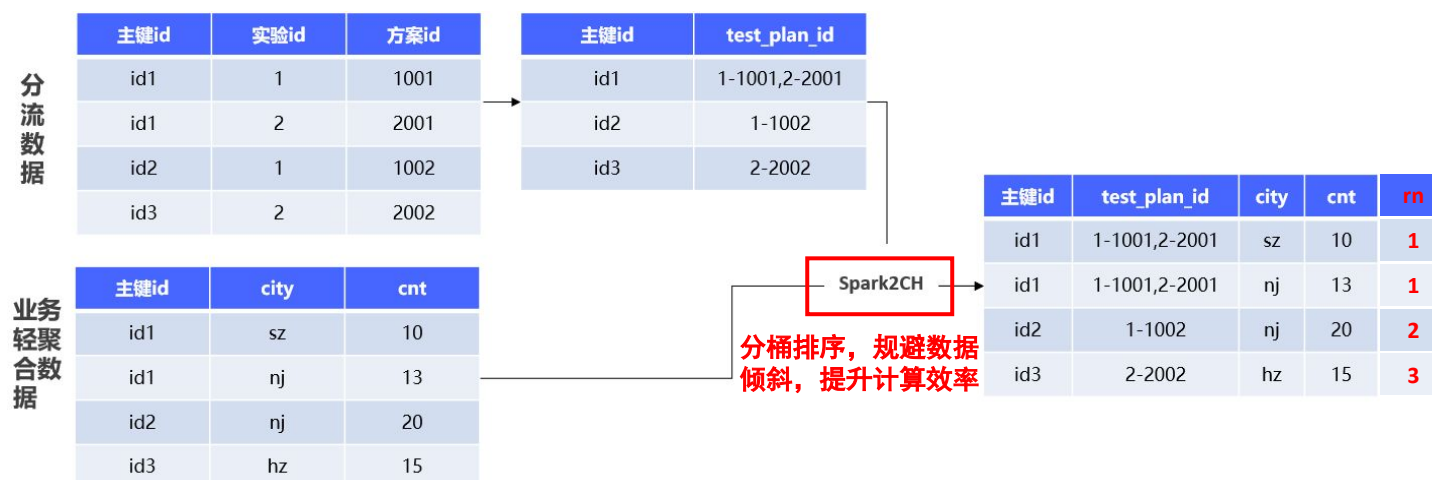 分流数据
主键id 实验id 方案id
id1 1 1001
id1 2 2001
id2 1 1002
id3 2 2002
主键id test_plan_id
id1 1-1001,2-2001
id2 1-1002
id3 2-2002
业务轻聚合数据
主键id city cnt
id1 sz 10
id1 nj 13
id2 nj 20
id3 hz 15
Spark2CH
分桶排序，规避数据
倾斜，提升计算效率
主键id test_plan_id city cnt rn
id1 1-1001,2-2001 sz 10 1
id1 1-1001,2-2001 nj 13 1
id2 1-1002 nj 20 2
id3 2-2002 hz 15 3